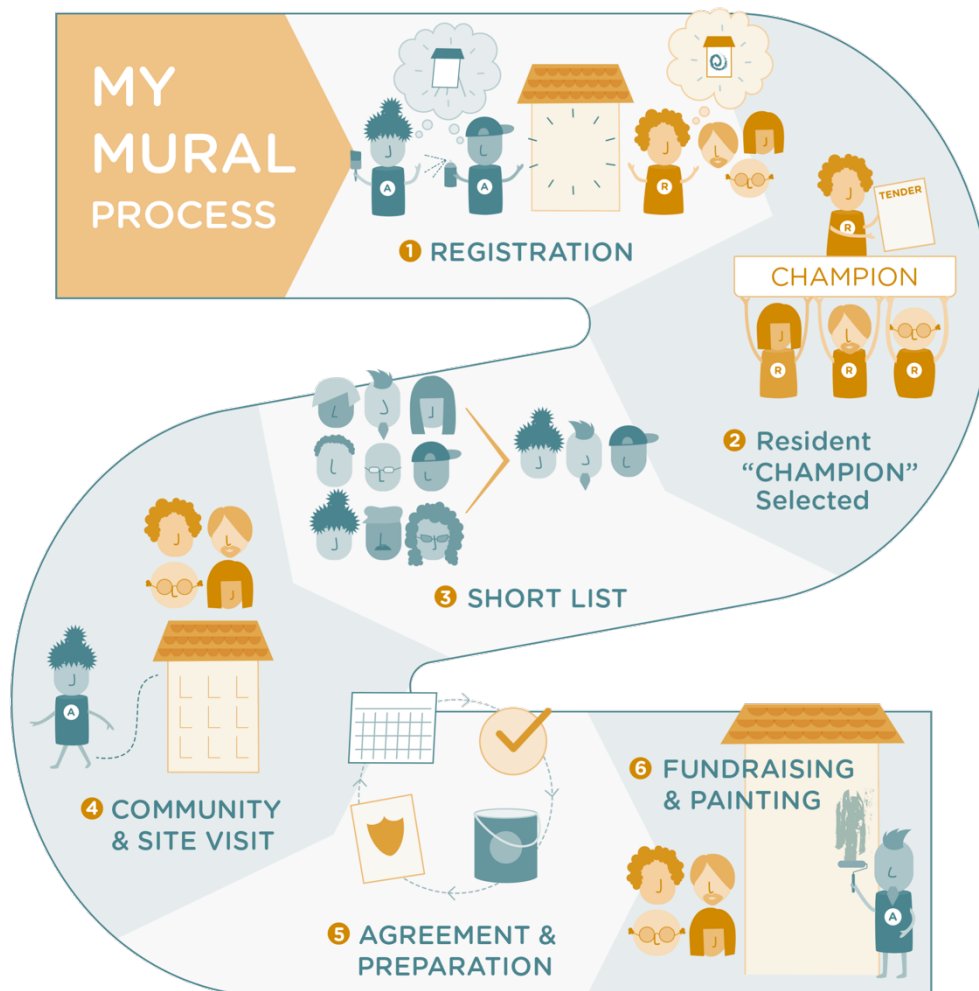 MY
MURAL
PROCESS
A
A
R
1 REGISTRATION
TENDER
R
CHAMPION
R
R
R
2 Resident
“CHAMPION”
Selected
3 SHORT LIST
A
4 COMMUNITY
& SITE VISIT
5 AGREEMENT &
PREPARATION
6 FUNDRAISING
& PAINTING
A